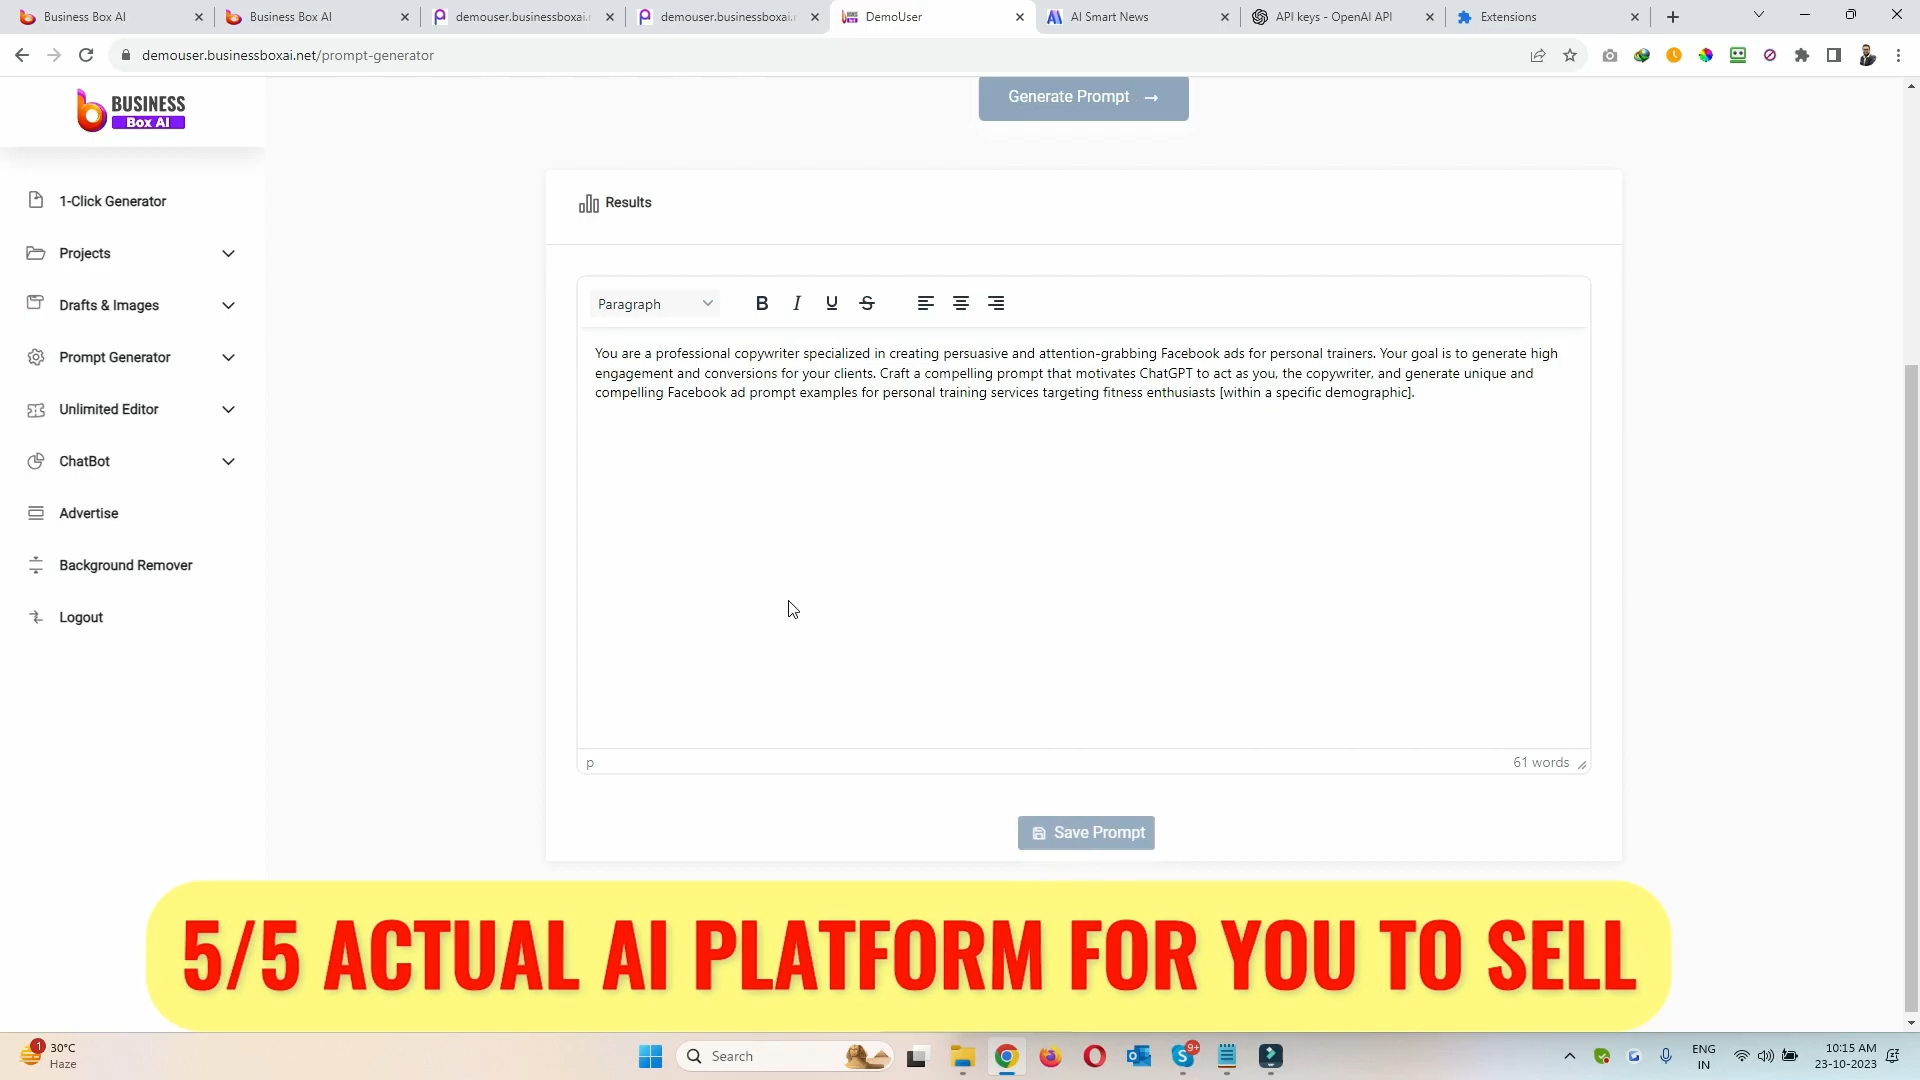 Business Box AI
Business Box AI
demouser.businessboxai.r
demouser.businessboxai.r
DemoUser
AI Smart News
API keys - OpenAI API
Extensions
demouser.businessboxai.net/prompt-generator
BUSINESS
Box AI
Generate Prompt →
1-Click Generator
Results
Projects
Drafts & Images
Paragraph B I U S
Prompt Generator
You are a professional copywriter specialized in creating persuasive and attention-grabbing Facebook ads for personal trainers. Your goal is to generate high
engagement and conversions for your clients. Craft a compelling prompt that motivates ChatGPT to act as you, the copywriter, and generate unique and
compelling Facebook ad prompt examples for personal training services targeting fitness enthusiasts [within a specific demographic].
Unlimited Editor
ChatBot
Advertise
Background Remover
Logout
p
61 words
Save Prompt
5/5 ACTUAL AI PLATFORM FOR YOU TO SELL
1
30°C
Haze
Search
9+
ENG
IN
10:15 AM
23-10-2023